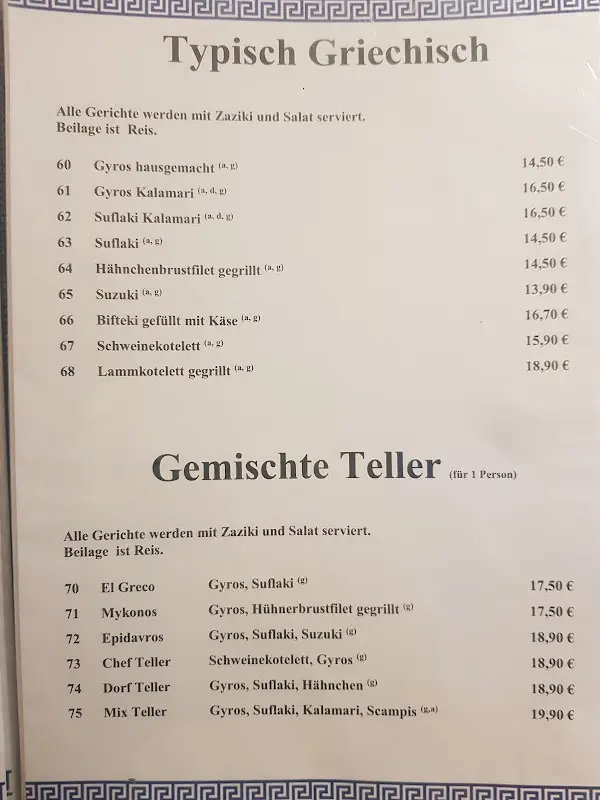 Typisch Griechisch
Alle Gerichte werden mit Zaziki und Salat serviert.
Beilage ist Reis.
60 Gyros hausgemacht (a, g) 14,50 €
61 Gyros Kalamari (a, d, g) 16,50 €
62 Suflaki Kalamari (a, d, g) 16,50 €
63 Suflaki (a, g) 14,50 €
64 Hähnchenbrustfilet gegrillt (a, g) 14,50 €
65 Suzuki (a, g) 13,90 €
66 Bifteki gefüllt mit Käse (a, g) 16,70 €
67 Schweinekotelett (a, g) 15,90 €
68 Lammkotelett gegrillt (a, g) 18,90 €
Gemischte Teller (für 1 Person)
Alle Gerichte werden mit Zaziki und Salat serviert.
Beilage ist Reis.
70 El Greco Gyros, Suflaki (g) 17,50 €
71 Mykonos Gyros, Hühnerbrustfilet gegrillt (g) 17,50 €
72 Epidavros Gyros, Suflaki, Suzuki (g) 18,90 €
73 Chef Teller Schweinekotelett, Gyros (g) 18,90 €
74 Dorf Teller Gyros, Suflaki, Hähnchen (g) 18,90 €
75 Mix Teller Gyros, Suflaki, Kalamari, Scampis (g,a) 19,90 €